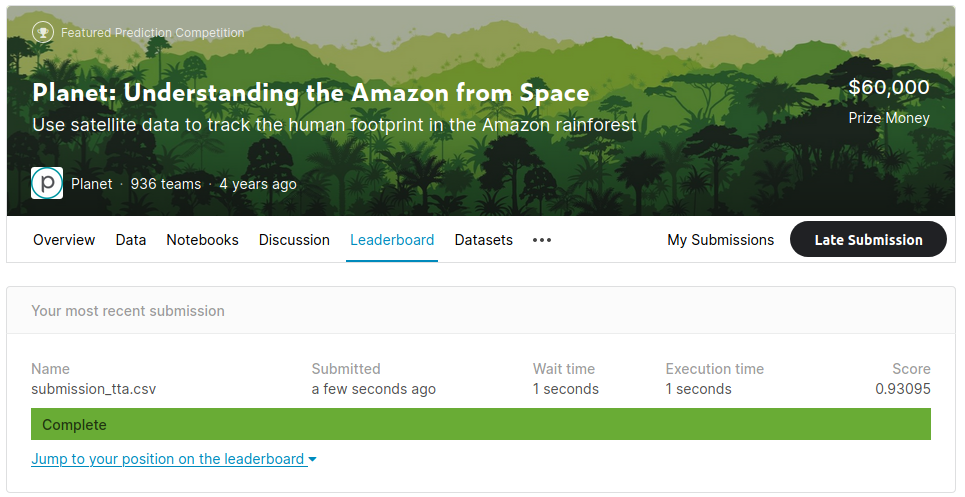 Featured Prediction Competition
Planet: Understanding the Amazon from Space
$60,000
Use satellite data to track the human footprint in the Amazon rainforest
Prize Money
p Planet · 936 teams · 4 years ago
Overview Data Notebooks Discussion Leaderboard Datasets ••• My Submissions Late Submission
Your most recent submission
Name Submitted Wait time Execution time Score
submission_tta.csv a few seconds ago 1 seconds 1 seconds 0.93095
Complete
Jump to your position on the leaderboard